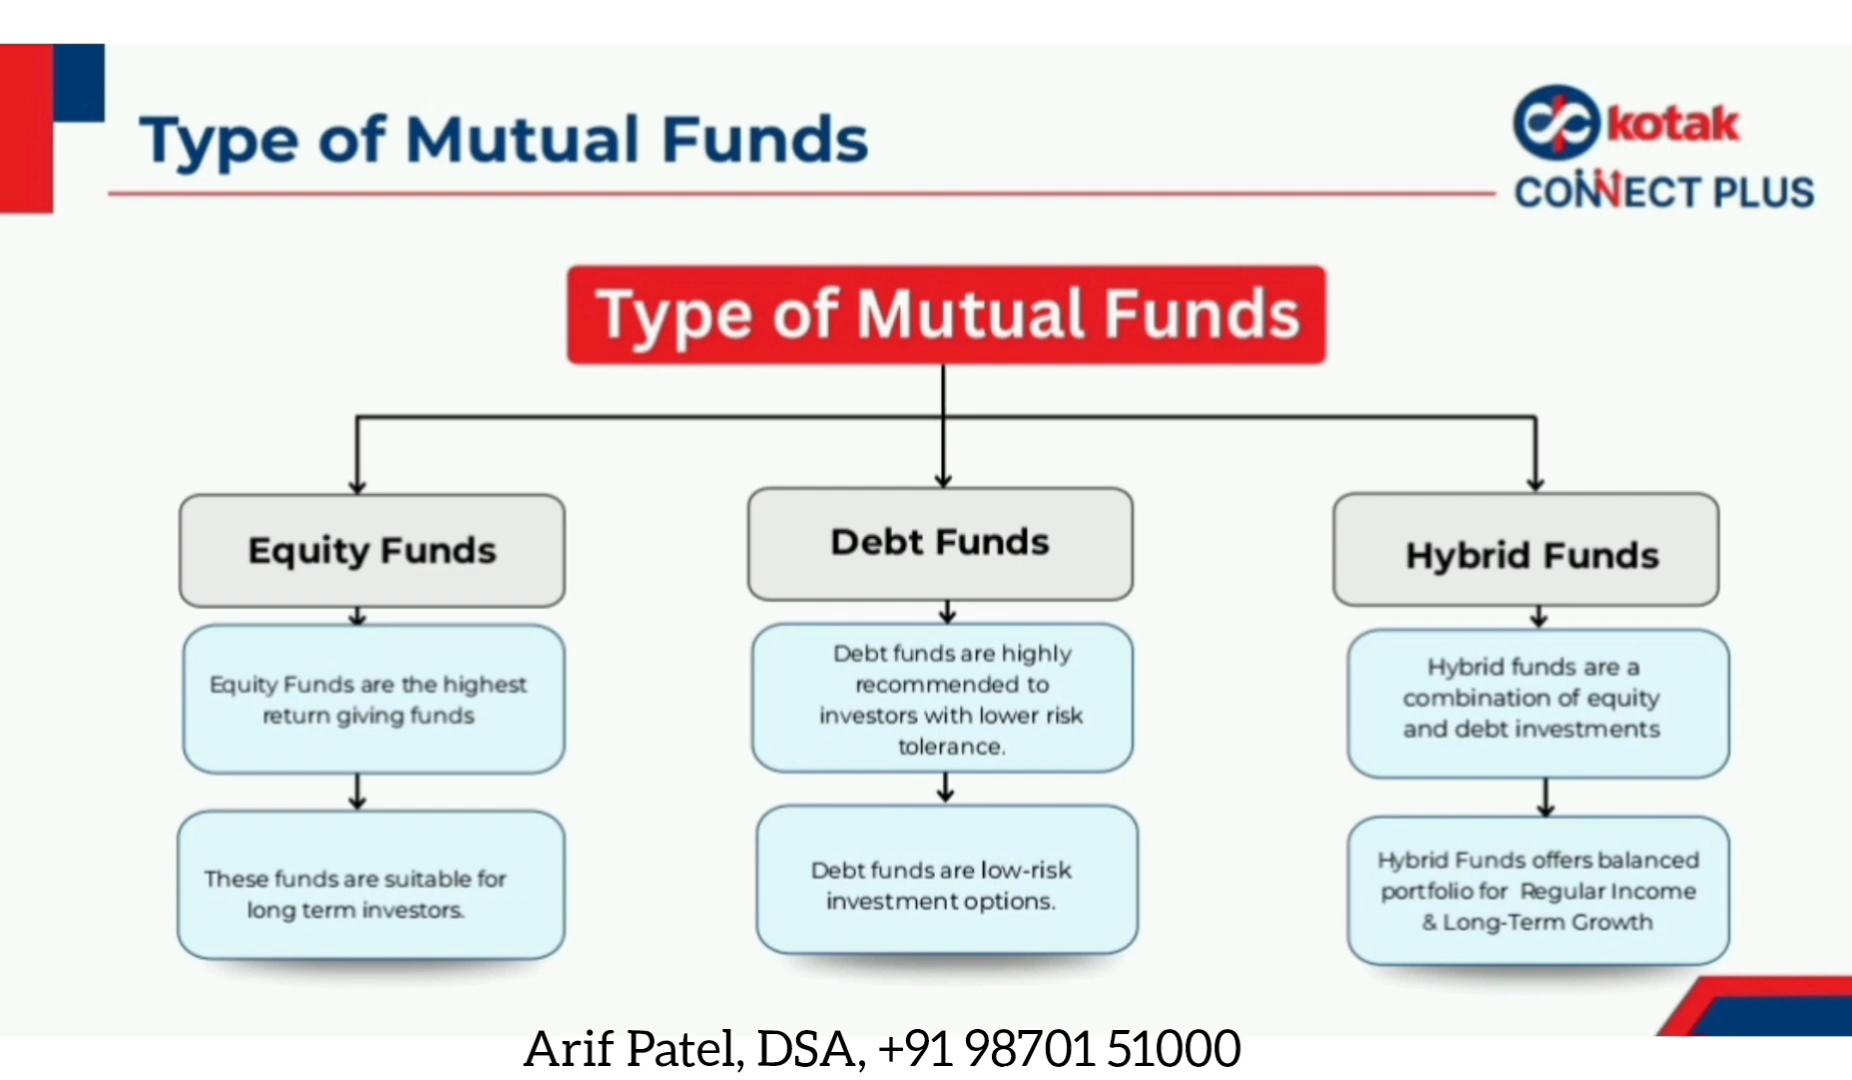 Type of Mutual Funds
kotak
CONNECT PLUS
Type of Mutual Funds
Equity Funds
Equity Funds are the highest
return giving funds
These funds are suitable for
long term investors.
Debt Funds
Debt funds are highly
recommended to
investors with lower risk
tolerance.
Debt funds are low-risk
investment options.
Hybrid Funds
Hybrid funds are a
combination of equity
and debt investments
Hybrid Funds offers balanced
portfolio for Regular Income
& Long-Term Growth
Arif Patel, DSA, +91 98701 51000